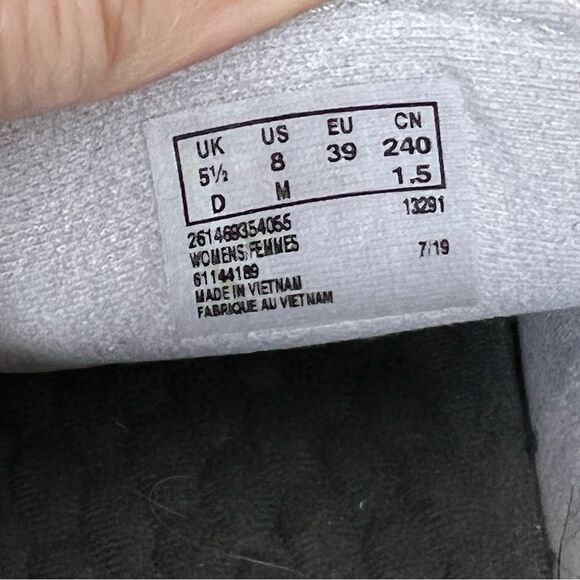 UK US EU CN
5½ 8 39 240
D M 1.5
261469354055 13291
WOMENS,FEMMES 7/19
61144189
MADE IN VIETNAM
FABRIQUE AU VIETNAM